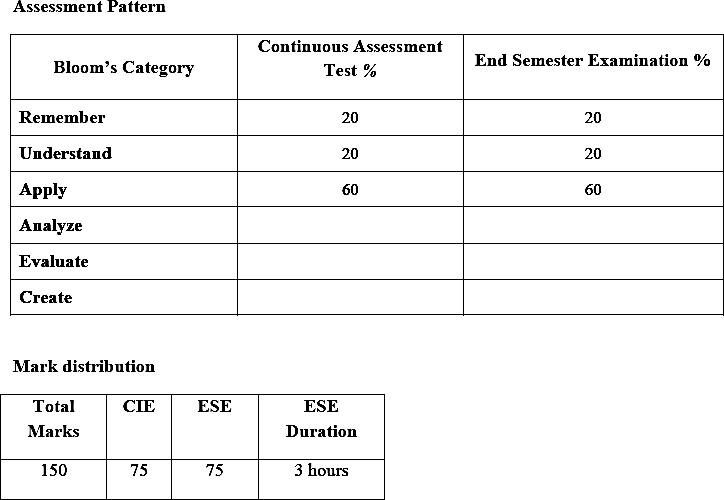 Assessment Pattern
Bloom’s Category
Continuous Assessment
Test %
End Semester Examination %
Remember 20 20
Understand 20 20
Apply 60 60
Analyze
Evaluate
Create
Mark distribution
Total
Marks
CIE
ESE
ESE
Duration
150 75 75 3 hours